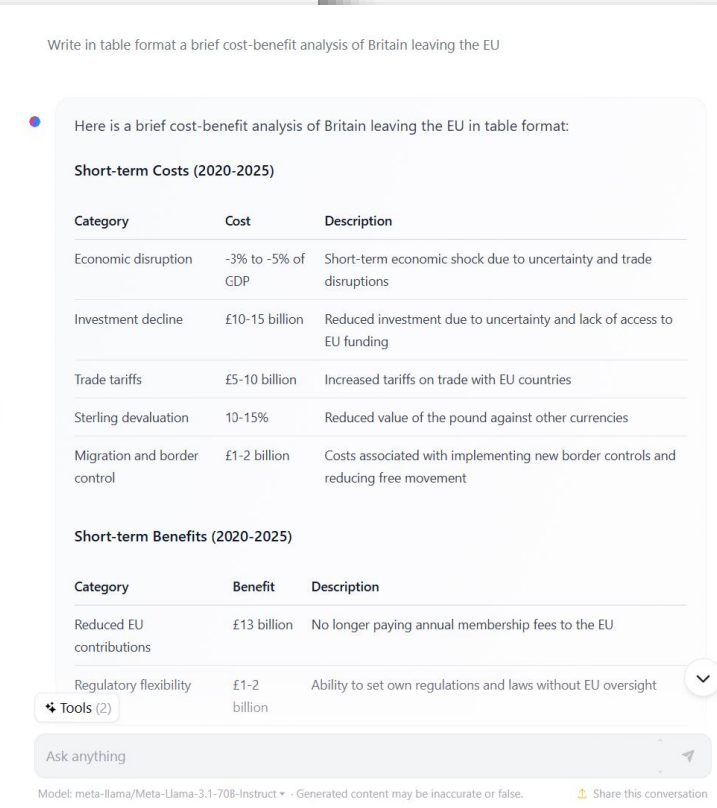 Write in table format a brief cost-benefit analysis of Britain leaving the EU
Here is a brief cost-benefit analysis of Britain leaving the EU in table format:
Short-term Costs (2020-2025)
Category Cost Description
Economic disruption -3% to -5% of Short-term economic shock due to uncertainty and trade
GDP disruptions
Investment decline £10-15 billion Reduced investment due to uncertainty and lack of access to
EU funding
Trade tariffs £5-10 billion Increased tariffs on trade with EU countries
Sterling devaluation 10-15% Reduced value of the pound against other currencies
Migration and border £1-2 billion Costs associated with implementing new border controls and
control reducing free movement
Short-term Benefits (2020-2025)
Category Benefit Description
Reduced EU £13 billion No longer paying annual membership fees to the EU
contributions
Regulatory flexibility £1-2 Ability to set own regulations and laws without EU oversight
billion
Tools (2)
Ask anything
Model: meta-llama/Meta-Llama-3.1-70B-Instruct · Generated content may be inaccurate or false. Share this conversation